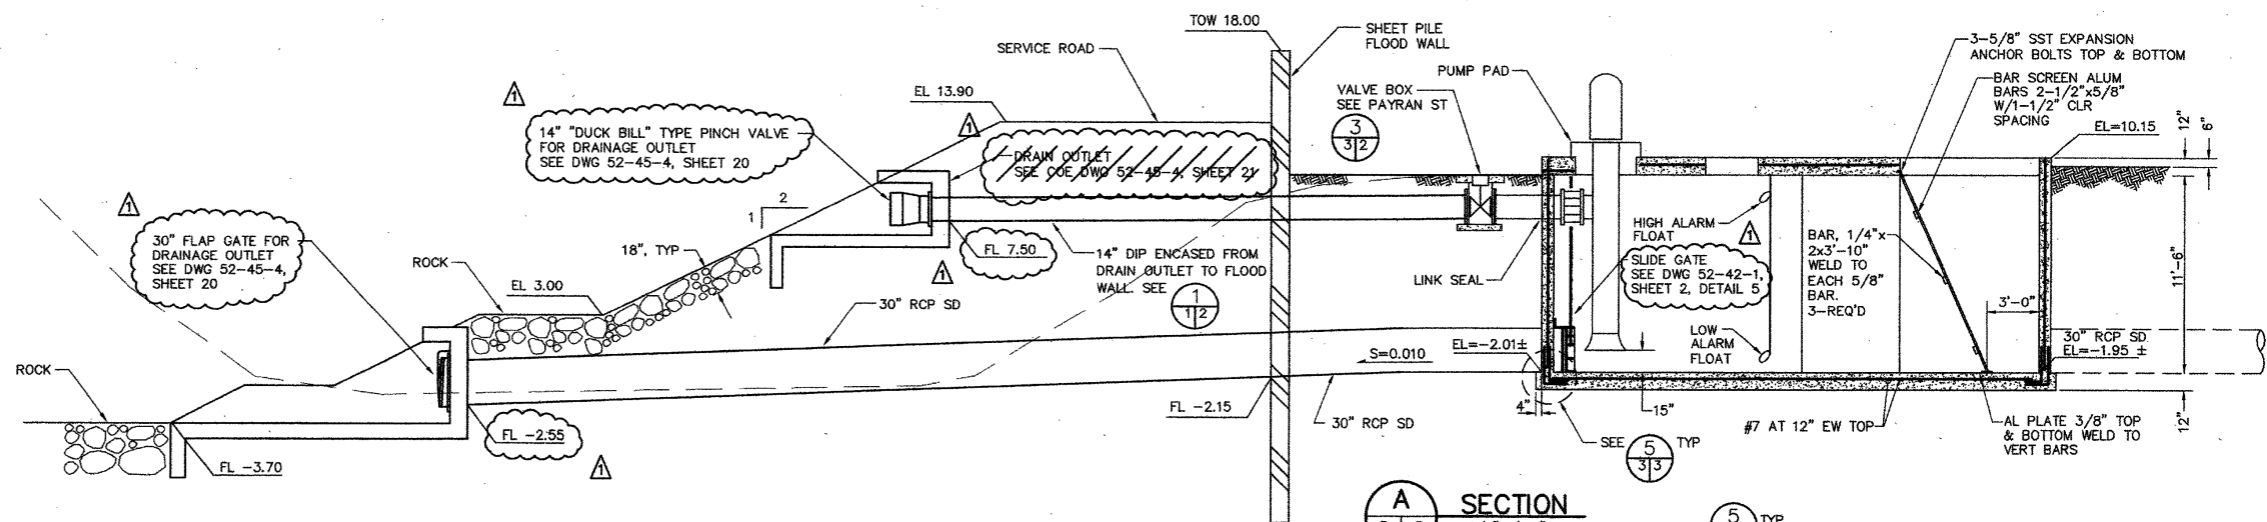 TOW 18.00
SHEET PILE
FLOOD WALL
SERVICE ROAD
3-5/8" SST EXPANSION
ANCHOR BOLTS TOP & BOTTOM
PUMP PAD
BAR SCREEN ALUM
BARS 2-1/2"x5/8"
W/1-1/2" CLR
SPACING
VALVE BOX
SEE PAYRAN ST
3
3 2
EL 13.90
1
1
14" "DUCK BILL" TYPE PINCH VALVE
FOR DRAINAGE OUTLET
SEE DWG 52-45-4, SHEET 20
DRAIN OUTLET
SEE COE DWG 52-45-4, SHEET 21
EL=10.15
12"
6"
1
2
1
30" FLAP GATE FOR
DRAINAGE OUTLET
SEE DWG 52-45-4,
SHEET 20
18", TYP
ROCK
EL 3.00
FL 7.50
1
14" DIP ENCASED FROM
DRAIN OUTLET TO FLOOD
WALL. SEE
1
1 2
30" RCP SD
LINK SEAL
HIGH ALARM
FLOAT
1
SLIDE GATE
SEE DWG 52-42-1,
SHEET 2, DETAIL 5
BAR, 1/4"x
2x3'-10"
WELD TO
EACH 5/8"
BAR.
3-REQ'D
11'-6"
3'-0"
LOW
ALARM
FLOAT
S=0.010
EL=-2.01±
30" RCP SD
EL=-1.95 ±
ROCK
FL -2.15
30" RCP SD
4"
15"
#7 AT 12" EW TOP
AL PLATE 3/8" TOP
& BOTTOM WELD TO
VERT BARS
12"
FL -2.55
1
FL -3.70
SEE
5
3 3
TYP
A
SECTION
5
TYP